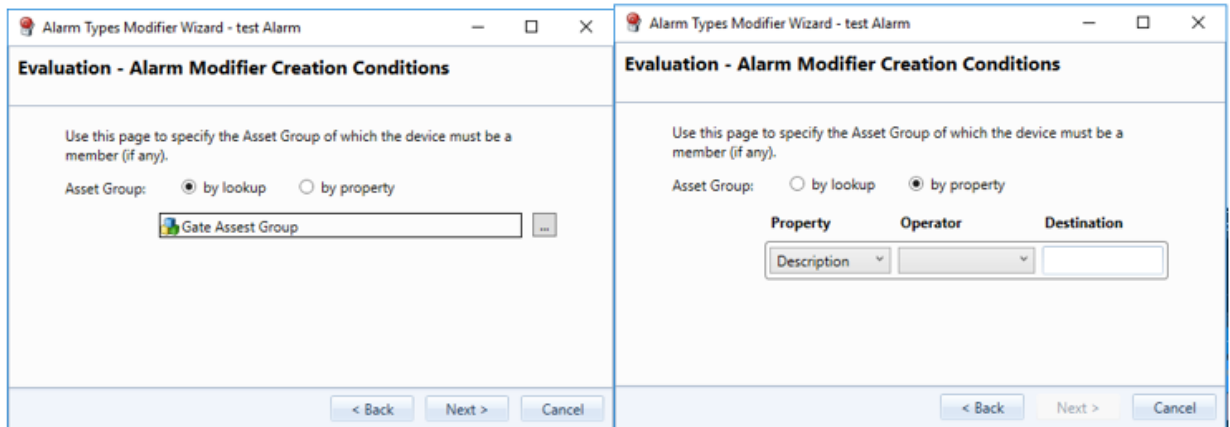 Alarm Types Modifier Wizard - test Alarm
Evaluation - Alarm Modifier Creation Conditions
Use this page to specify the Asset Group of which the device must be a
member (if any).
Asset Group: by lookup by property
Gate Assest Group
...
< Back Next > Cancel
Alarm Types Modifier Wizard - test Alarm
Evaluation - Alarm Modifier Creation Conditions
Use this page to specify the Asset Group of which the device must be a
member (if any).
Asset Group: by lookup by property
Property Operator Destination
Description
< Back Next > Cancel